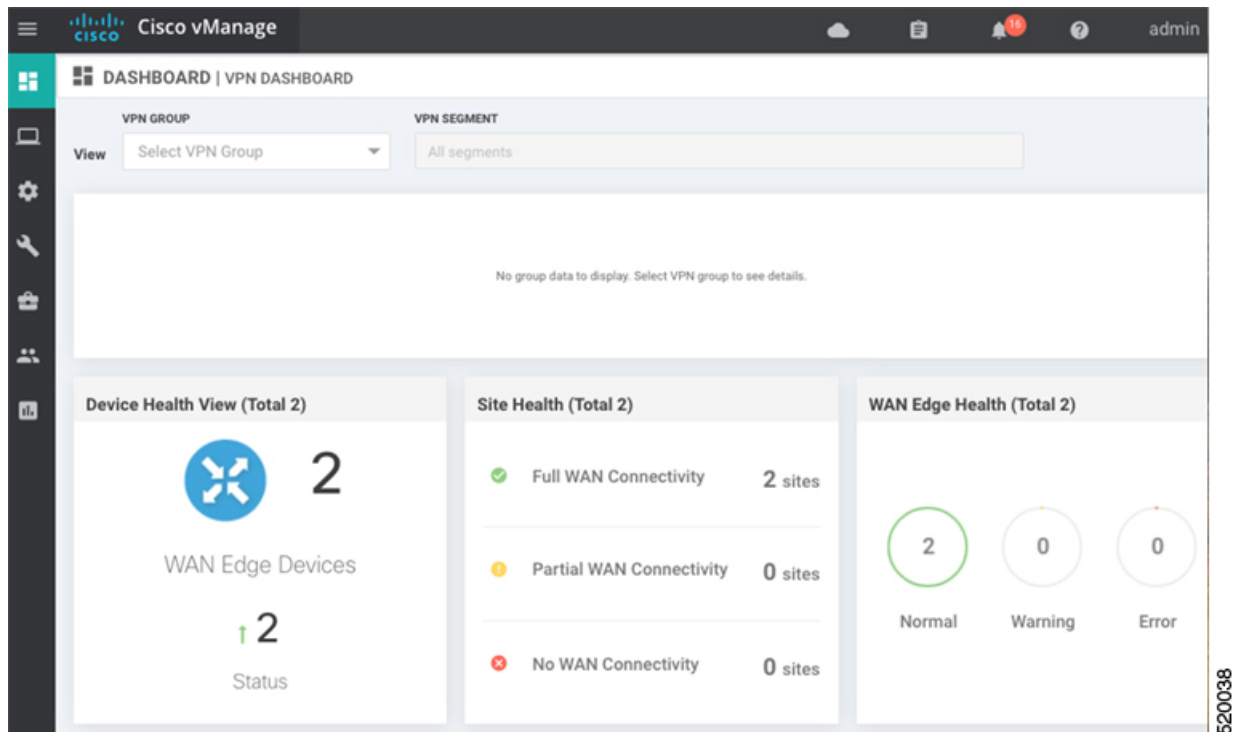 cisco
Cisco vManage
16
admin
DASHBOARD | VPN DASHBOARD
VPN GROUP
VPN SEGMENT
View
Select VPN Group
All segments
No group data to display. Select VPN group to see details.
Device Health View (Total 2)
2
WAN Edge Devices
↑ 2
Status
Site Health (Total 2)
Full WAN Connectivity 2 sites
Partial WAN Connectivity 0 sites
No WAN Connectivity 0 sites
WAN Edge Health (Total 2)
2 0 0
Normal Warning Error
520038